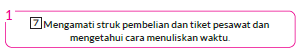 1
7 Mengamati struk pembelian dan tiket pesawat dan
mengetahui cara menuliskan waktu.